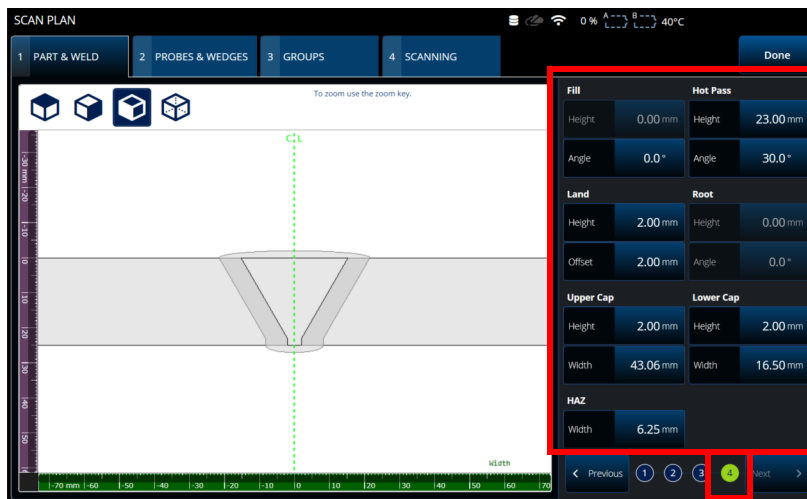 SCAN PLAN
0 % A B 40°C
1 PART & WELD 2 PROBES & WEDGES 3 GROUPS 4 SCANNING Done
To zoom use the zoom key.
C L
-30 mm -20 -10 0 10 20 30 40 50
Width
-70 mm -60 -50 -40 -30 -20 -10 0 10 20 30 40 50 60 70
Fill Hot Pass
Height 0.00 mm Height 23.00 mm
Angle 0.0 ° Angle 30.0 °
Land Root
Height 2.00 mm Height 0.00 mm
Offset 2.00 mm Angle 0.0 °
Upper Cap Lower Cap
Height 2.00 mm Height 2.00 mm
Width 43.06 mm Width 16.50 mm
HAZ
Width 6.25 mm
< Previous 1 2 3 4 Next >